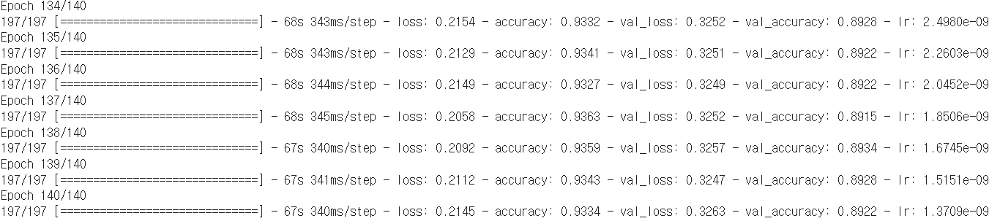 Epoch 134/140
197/197 [==============================] - 68s 343ms/step - loss: 0.2154 - accuracy: 0.9332 - val_loss: 0.3252 - val_accuracy: 0.8928 - lr: 2.4980e-09
Epoch 135/140
197/197 [==============================] - 68s 343ms/step - loss: 0.2129 - accuracy: 0.9341 - val_loss: 0.3251 - val_accuracy: 0.8922 - lr: 2.2603e-09
Epoch 136/140
197/197 [==============================] - 68s 344ms/step - loss: 0.2149 - accuracy: 0.9327 - val_loss: 0.3249 - val_accuracy: 0.8922 - lr: 2.0452e-09
Epoch 137/140
197/197 [==============================] - 68s 345ms/step - loss: 0.2058 - accuracy: 0.9363 - val_loss: 0.3252 - val_accuracy: 0.8915 - lr: 1.8506e-09
Epoch 138/140
197/197 [==============================] - 67s 340ms/step - loss: 0.2092 - accuracy: 0.9359 - val_loss: 0.3257 - val_accuracy: 0.8934 - lr: 1.6745e-09
Epoch 139/140
197/197 [==============================] - 67s 341ms/step - loss: 0.2112 - accuracy: 0.9343 - val_loss: 0.3247 - val_accuracy: 0.8928 - lr: 1.5151e-09
Epoch 140/140
197/197 [==============================] - 67s 340ms/step - loss: 0.2145 - accuracy: 0.9334 - val_loss: 0.3263 - val_accuracy: 0.8922 - lr: 1.3709e-09